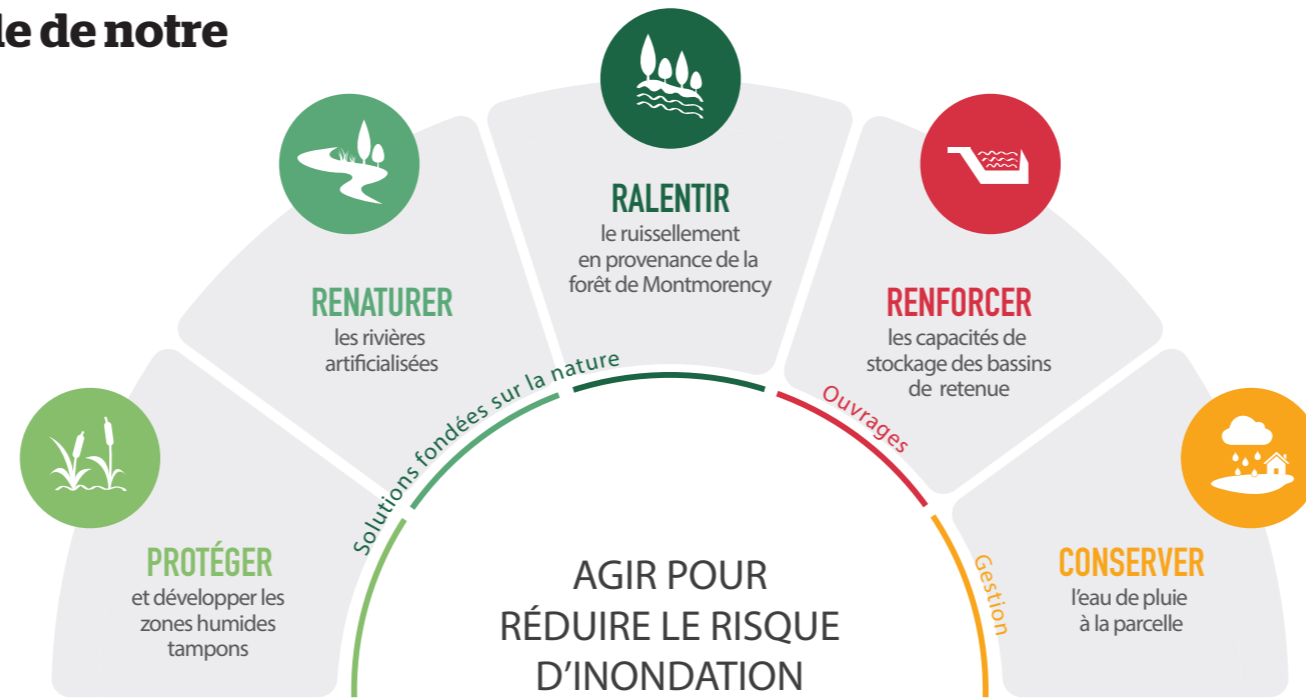 le de notre
RALENTIR
le ruissellement
en provenance de la
forêt de Montmorency
RENATURER
les rivières
artificialisées
RENFORCER
les capacités de
stockage des bassins
de retenue
PROTÉGER
et développer les
zones humides
tampons
CONSERVER
l'eau de pluie
à la parcelle
Solutions fondées sur la nature
Ouvrages
Gestion
AGIR POUR
RÉDUIRE LE RISQUE
D'INONDATION